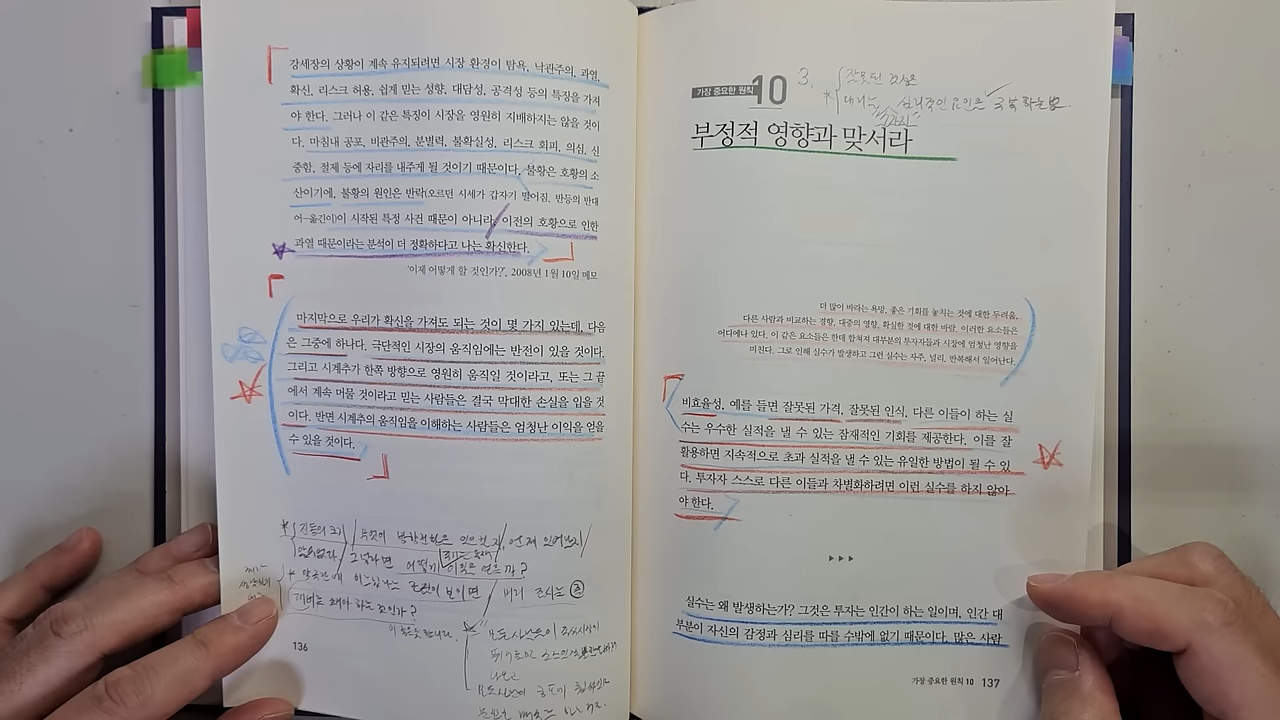 강세장의 상황이 계속 유지되려면 시장 환경이 탐욕, 낙관주의, 과열,
확신, 리스크 허용, 쉽게 믿는 성향, 대담성, 공격성 등의 특징을 가져
야 한다. 그러나 이 같은 특징이 시장을 영원히 지배하지는 않을 것이
다. 마침내 공포, 비관주의, 분별력, 불확실성, 리스크 회피, 의심, 신
중함, 절제 등에 자리를 내주게 될 것이기 때문이다. 불황은 호황의 소
산이기에, 불황의 원인은 반락(오르던 시세가 갑자기 떨어짐. 반등의 반대
어-옮긴이)이 시작된 특정 사건 때문이 아니라, 이전의 호황으로 인한
과열 때문이라는 분석이 더 정확하다고 나는 확신한다.
'이제 어떻게 할 것인가?', 2008년 1월 10일 메모
마지막으로 우리가 확신을 가져도 되는 것이 몇 가지 있는데, 다음
은 그중에 하나다. 극단적인 시장의 움직임에는 반전이 있을 것이다.
그리고 시계추가 한쪽 방향으로 영원히 움직일 것이라고, 또는 그 끝
에서 계속 머물 것이라고 믿는 사람들은 결국 막대한 손실을 입을 것
이다. 반면 시계추의 움직임을 이해하는 사람들은 엄청난 이익을 얻을
수 있을 것이다.
어떻게 이익을 얻으까?
대비는 해야 하는 것인가?
136
가장 중요한 원칙 10
3.
잘못된
부정적 영향과 맞서라
더 많이 바라는 욕망, 좋은 기회를 놓치는 것에 대한 두려움,
다른 사람과 비교하는 경향, 대중의 영향, 확실한 것에 대한 바람, 이러한 요소들은
어디에나 있다. 이 같은 요소들은 한데 합쳐져 대부분의 투자자들과 시장에 엄청난 영향을
미친다. 그로 인해 실수가 발생하고 그런 실수는 자주, 널리, 반복해서 일어난다.
비효율성, 예를 들면 잘못된 가격, 잘못된 인식, 다른 이들이 하는 실
수는 우수한 실적을 낼 수 있는 잠재적인 기회를 제공한다. 이를 잘
활용하면 지속적으로 초과 실적을 낼 수 있는 유일한 방법이 될 수 있
다. 투자자 스스로 다른 이들과 차별화하려면 이런 실수를 하지 않아
야 한다.
실수는 왜 발생하는가? 그것은 투자는 인간이 하는 일이며, 인간 대
부분이 자신의 감정과 심리를 따를 수밖에 없기 때문이다. 많은 사람
가장 중요한 원칙 10 137